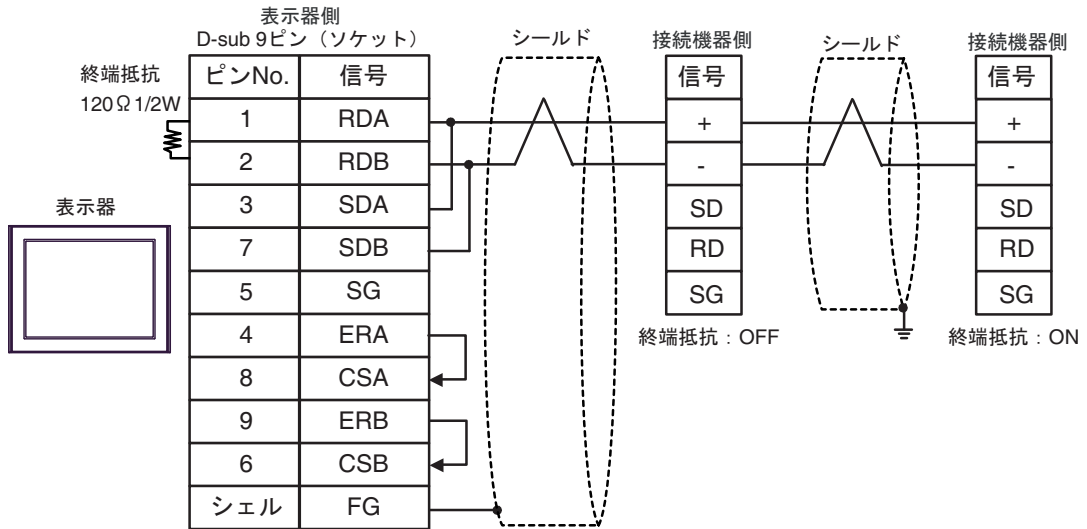 表示器側
D-sub 9ピン（ソケット）
シールド
接続機器側
シールド
接続機器側
終端抵抗
120Ω1/2W
ピンNo. 信号
1 RDA
2 RDB
3 SDA
7 SDB
5 SG
4 ERA
8 CSA
9 ERB
6 CSB
シェル FG
表示器
信号
+
-
SD
RD
SG
終端抵抗：OFF
信号
+
-
SD
RD
SG
終端抵抗：ON